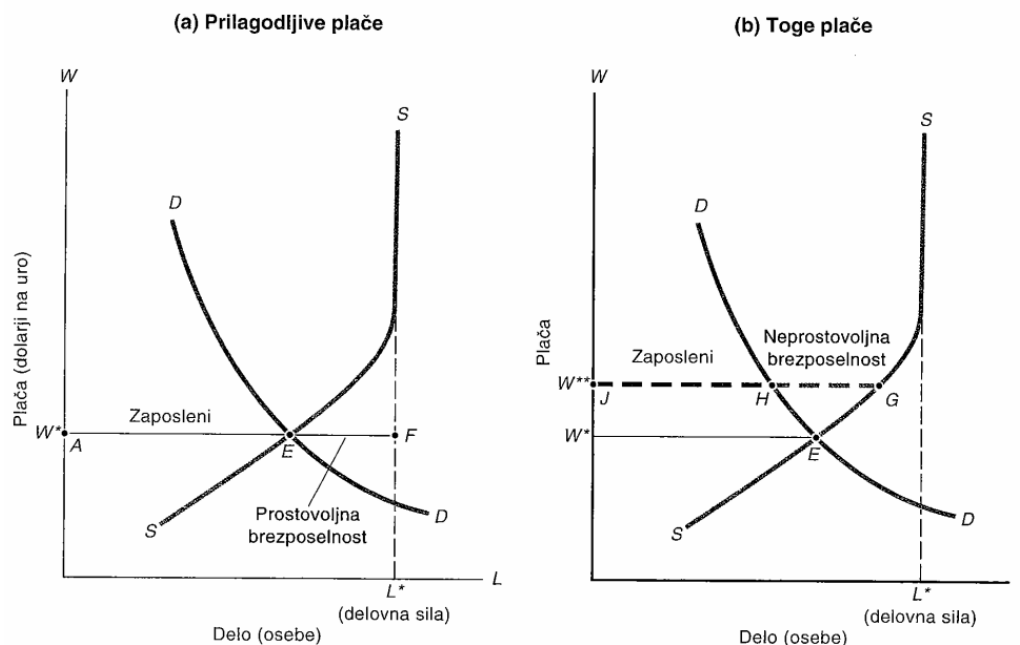 (a) Prilagodljive plače
W
S
D
Plača (dolarji na uro)
Zaposleni
W*
A
E
F
Prostovoljna
brezposelnost
S
D
L
L*
(delovna sila)
Delo (osebe)
(b) Toge plače
W
S
D
Plača
Neprostovoljna
brezposelnost
Zaposleni
W**
J
H
G
W*
E
S
D
L*
(delovna sila)
Delo (osebe)